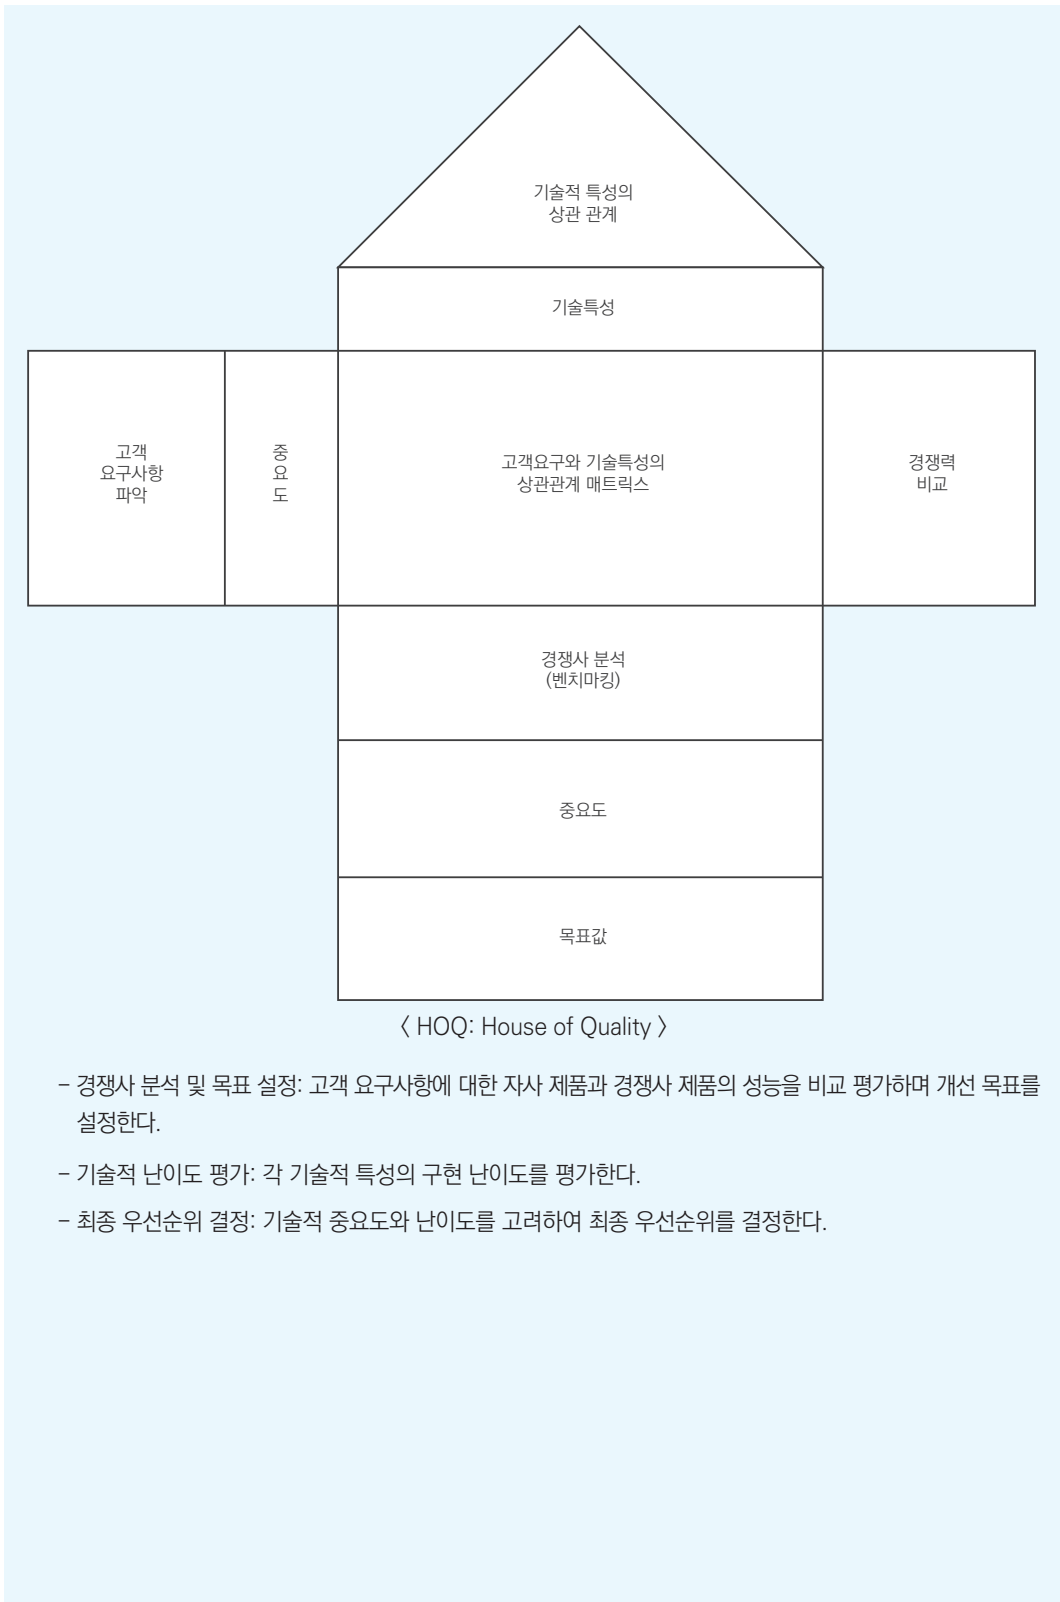 기술적 특성의
상관 관계
기술특성
고객
요구사항
파악
중
요
도
고객요구와 기술특성의
상관관계 매트릭스
경쟁력
비교
경쟁사 분석
(벤치마킹)
중요도
목표값
〈 HOQ: House of Quality 〉
– 경쟁사 분석 및 목표 설정: 고객 요구사항에 대한 자사 제품과 경쟁사 제품의 성능을 비교 평가하며 개선 목표를
설정한다.
– 기술적 난이도 평가: 각 기술적 특성의 구현 난이도를 평가한다.
– 최종 우선순위 결정: 기술적 중요도와 난이도를 고려하여 최종 우선순위를 결정한다.